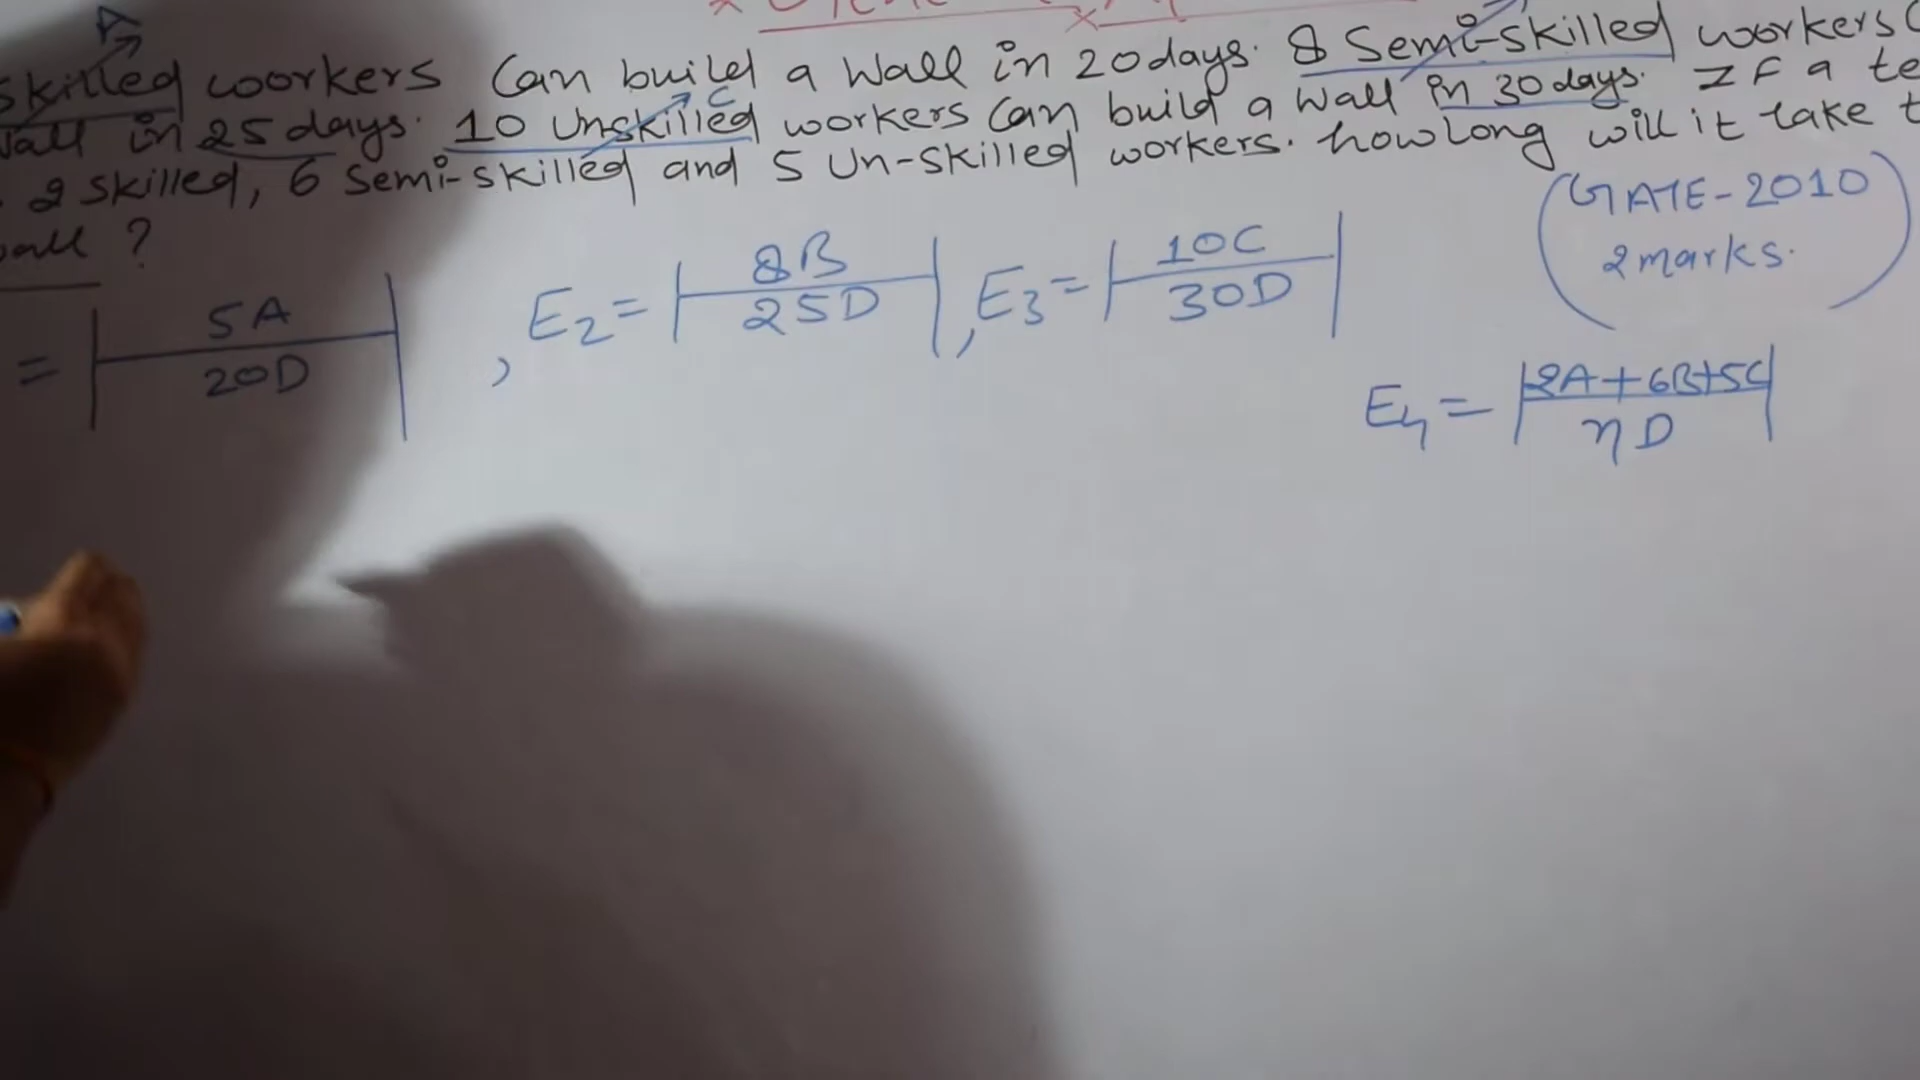 skilled workers Can build a wall in 20 days. 8 Semi-skilled workers
A
wall in 25 days. 10 Unskilled workers Can build a wall in 30 days. IF a
C
2 skilled, 6 Semi-skilled and 5 Un-skilled workers. how long will it take
wall ?
(GATE-2010
2 marks.)
= 5A / 20D , E2 = 8B / 25D , E3 = 10C / 30D
E4 = 2A+6B+5C / nD